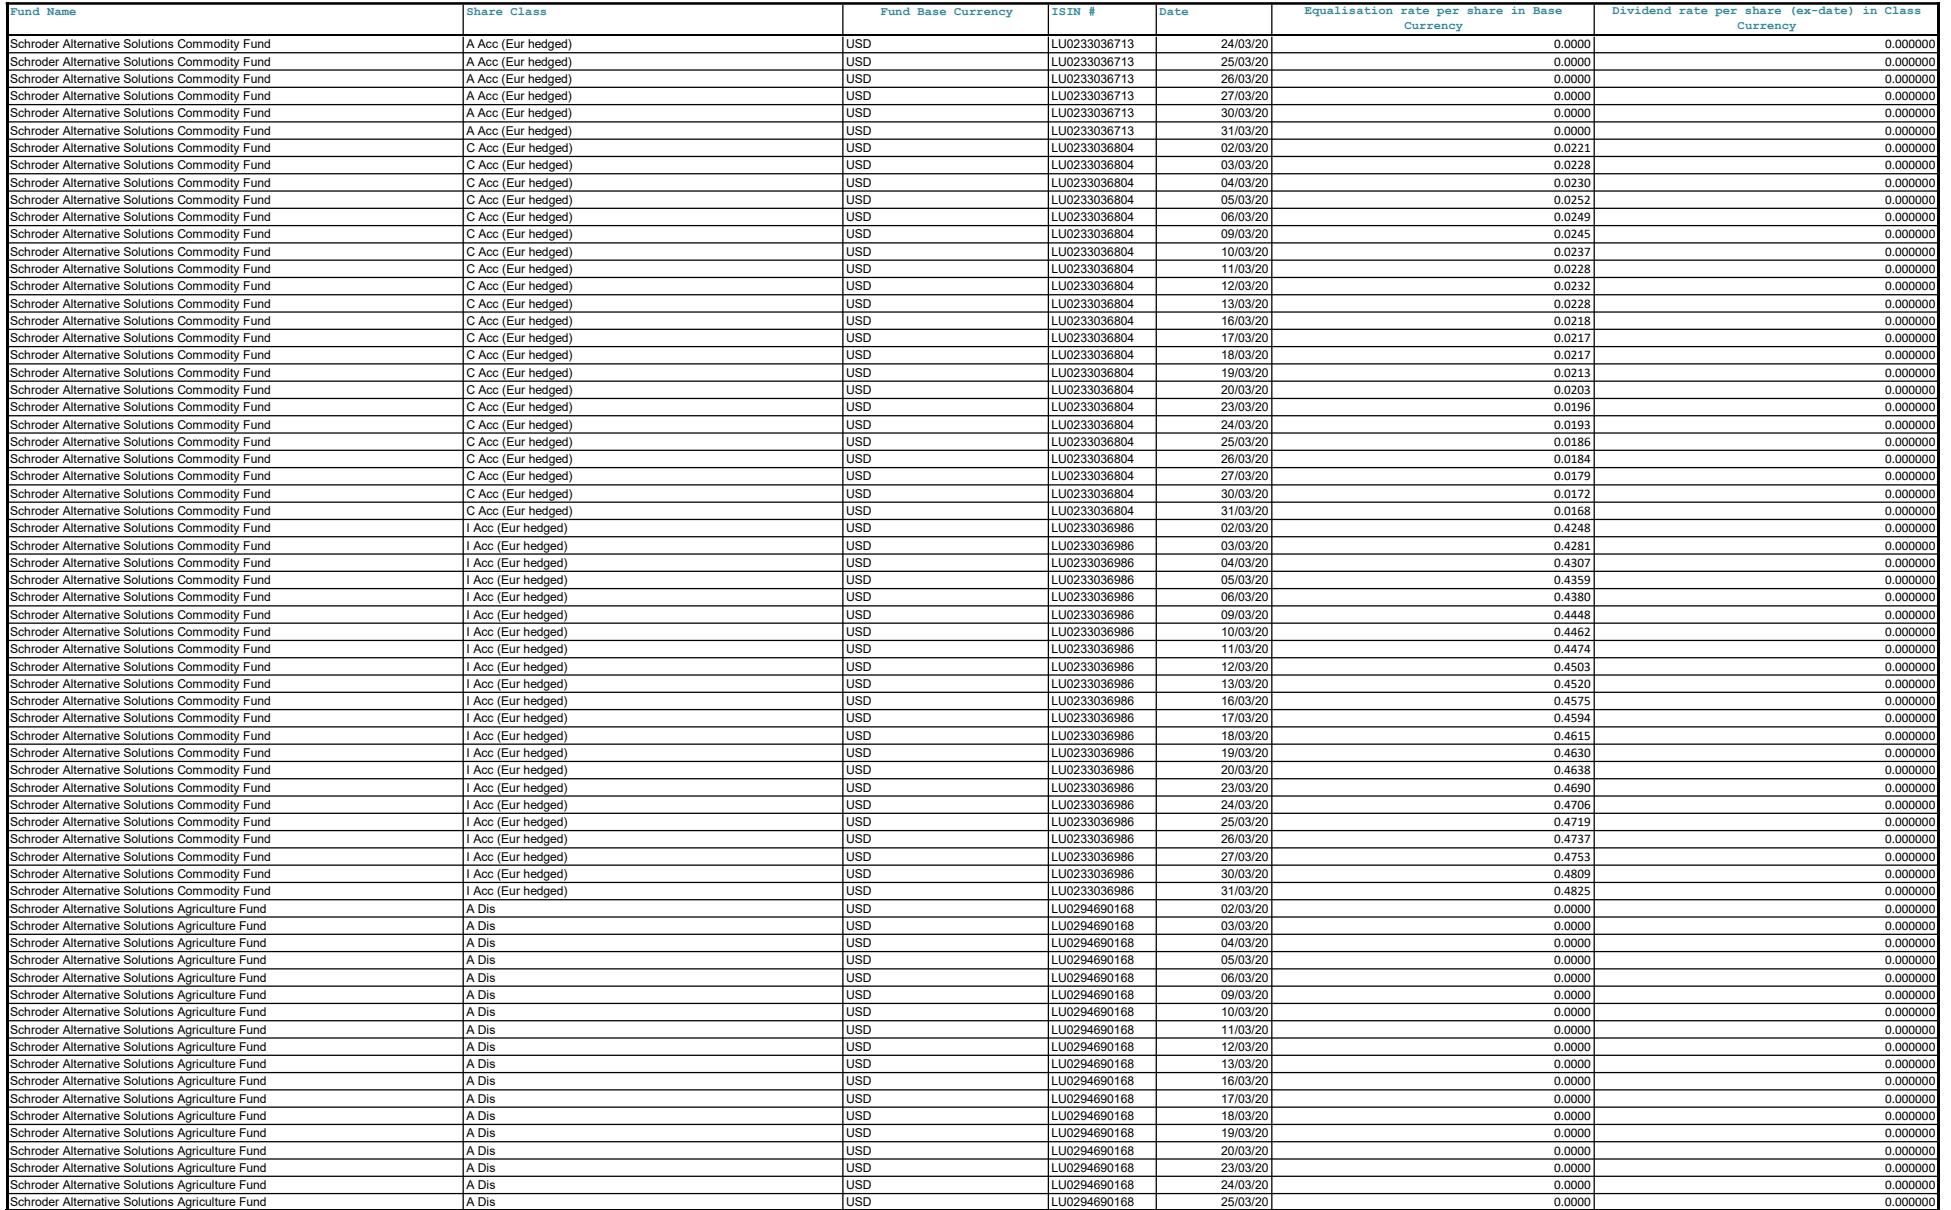 Fund Name Share Class Fund Base Currency ISIN # Date Equalisation rate per share in Base Currency Dividend rate per share (ex-date) in Class Currency
Schroder Alternative Solutions Commodity Fund A Acc (Eur hedged) USD LU0233036713 24/03/20 0.0000 0.000000
Schroder Alternative Solutions Commodity Fund A Acc (Eur hedged) USD LU0233036713 25/03/20 0.0000 0.000000
Schroder Alternative Solutions Commodity Fund A Acc (Eur hedged) USD LU0233036713 26/03/20 0.0000 0.000000
Schroder Alternative Solutions Commodity Fund A Acc (Eur hedged) USD LU0233036713 27/03/20 0.0000 0.000000
Schroder Alternative Solutions Commodity Fund A Acc (Eur hedged) USD LU0233036713 30/03/20 0.0000 0.000000
Schroder Alternative Solutions Commodity Fund A Acc (Eur hedged) USD LU0233036713 31/03/20 0.0000 0.000000
Schroder Alternative Solutions Commodity Fund C Acc (Eur hedged) USD LU0233036804 02/03/20 0.0221 0.000000
Schroder Alternative Solutions Commodity Fund C Acc (Eur hedged) USD LU0233036804 03/03/20 0.0228 0.000000
Schroder Alternative Solutions Commodity Fund C Acc (Eur hedged) USD LU0233036804 04/03/20 0.0230 0.000000
Schroder Alternative Solutions Commodity Fund C Acc (Eur hedged) USD LU0233036804 05/03/20 0.0252 0.000000
Schroder Alternative Solutions Commodity Fund C Acc (Eur hedged) USD LU0233036804 06/03/20 0.0249 0.000000
Schroder Alternative Solutions Commodity Fund C Acc (Eur hedged) USD LU0233036804 09/03/20 0.0245 0.000000
Schroder Alternative Solutions Commodity Fund C Acc (Eur hedged) USD LU0233036804 10/03/20 0.0237 0.000000
Schroder Alternative Solutions Commodity Fund C Acc (Eur hedged) USD LU0233036804 11/03/20 0.0228 0.000000
Schroder Alternative Solutions Commodity Fund C Acc (Eur hedged) USD LU0233036804 12/03/20 0.0232 0.000000
Schroder Alternative Solutions Commodity Fund C Acc (Eur hedged) USD LU0233036804 13/03/20 0.0228 0.000000
Schroder Alternative Solutions Commodity Fund C Acc (Eur hedged) USD LU0233036804 16/03/20 0.0218 0.000000
Schroder Alternative Solutions Commodity Fund C Acc (Eur hedged) USD LU0233036804 17/03/20 0.0217 0.000000
Schroder Alternative Solutions Commodity Fund C Acc (Eur hedged) USD LU0233036804 18/03/20 0.0217 0.000000
Schroder Alternative Solutions Commodity Fund C Acc (Eur hedged) USD LU0233036804 19/03/20 0.0213 0.000000
Schroder Alternative Solutions Commodity Fund C Acc (Eur hedged) USD LU0233036804 20/03/20 0.0203 0.000000
Schroder Alternative Solutions Commodity Fund C Acc (Eur hedged) USD LU0233036804 23/03/20 0.0196 0.000000
Schroder Alternative Solutions Commodity Fund C Acc (Eur hedged) USD LU0233036804 24/03/20 0.0193 0.000000
Schroder Alternative Solutions Commodity Fund C Acc (Eur hedged) USD LU0233036804 25/03/20 0.0186 0.000000
Schroder Alternative Solutions Commodity Fund C Acc (Eur hedged) USD LU0233036804 26/03/20 0.0184 0.000000
Schroder Alternative Solutions Commodity Fund C Acc (Eur hedged) USD LU0233036804 27/03/20 0.0179 0.000000
Schroder Alternative Solutions Commodity Fund C Acc (Eur hedged) USD LU0233036804 30/03/20 0.0172 0.000000
Schroder Alternative Solutions Commodity Fund C Acc (Eur hedged) USD LU0233036804 31/03/20 0.0168 0.000000
Schroder Alternative Solutions Commodity Fund I Acc (Eur hedged) USD LU0233036986 02/03/20 0.4248 0.000000
Schroder Alternative Solutions Commodity Fund I Acc (Eur hedged) USD LU0233036986 03/03/20 0.4281 0.000000
Schroder Alternative Solutions Commodity Fund I Acc (Eur hedged) USD LU0233036986 04/03/20 0.4307 0.000000
Schroder Alternative Solutions Commodity Fund I Acc (Eur hedged) USD LU0233036986 05/03/20 0.4359 0.000000
Schroder Alternative Solutions Commodity Fund I Acc (Eur hedged) USD LU0233036986 06/03/20 0.4380 0.000000
Schroder Alternative Solutions Commodity Fund I Acc (Eur hedged) USD LU0233036986 09/03/20 0.4448 0.000000
Schroder Alternative Solutions Commodity Fund I Acc (Eur hedged) USD LU0233036986 10/03/20 0.4462 0.000000
Schroder Alternative Solutions Commodity Fund I Acc (Eur hedged) USD LU0233036986 11/03/20 0.4474 0.000000
Schroder Alternative Solutions Commodity Fund I Acc (Eur hedged) USD LU0233036986 12/03/20 0.4503 0.000000
Schroder Alternative Solutions Commodity Fund I Acc (Eur hedged) USD LU0233036986 13/03/20 0.4520 0.000000
Schroder Alternative Solutions Commodity Fund I Acc (Eur hedged) USD LU0233036986 16/03/20 0.4575 0.000000
Schroder Alternative Solutions Commodity Fund I Acc (Eur hedged) USD LU0233036986 17/03/20 0.4594 0.000000
Schroder Alternative Solutions Commodity Fund I Acc (Eur hedged) USD LU0233036986 18/03/20 0.4615 0.000000
Schroder Alternative Solutions Commodity Fund I Acc (Eur hedged) USD LU0233036986 19/03/20 0.4630 0.000000
Schroder Alternative Solutions Commodity Fund I Acc (Eur hedged) USD LU0233036986 20/03/20 0.4638 0.000000
Schroder Alternative Solutions Commodity Fund I Acc (Eur hedged) USD LU0233036986 23/03/20 0.4690 0.000000
Schroder Alternative Solutions Commodity Fund I Acc (Eur hedged) USD LU0233036986 24/03/20 0.4706 0.000000
Schroder Alternative Solutions Commodity Fund I Acc (Eur hedged) USD LU0233036986 25/03/20 0.4719 0.000000
Schroder Alternative Solutions Commodity Fund I Acc (Eur hedged) USD LU0233036986 26/03/20 0.4737 0.000000
Schroder Alternative Solutions Commodity Fund I Acc (Eur hedged) USD LU0233036986 27/03/20 0.4753 0.000000
Schroder Alternative Solutions Commodity Fund I Acc (Eur hedged) USD LU0233036986 30/03/20 0.4809 0.000000
Schroder Alternative Solutions Commodity Fund I Acc (Eur hedged) USD LU0233036986 31/03/20 0.4825 0.000000
Schroder Alternative Solutions Agriculture Fund A Dis USD LU0294690168 02/03/20 0.0000 0.000000
Schroder Alternative Solutions Agriculture Fund A Dis USD LU0294690168 03/03/20 0.0000 0.000000
Schroder Alternative Solutions Agriculture Fund A Dis USD LU0294690168 04/03/20 0.0000 0.000000
Schroder Alternative Solutions Agriculture Fund A Dis USD LU0294690168 05/03/20 0.0000 0.000000
Schroder Alternative Solutions Agriculture Fund A Dis USD LU0294690168 06/03/20 0.0000 0.000000
Schroder Alternative Solutions Agriculture Fund A Dis USD LU0294690168 09/03/20 0.0000 0.000000
Schroder Alternative Solutions Agriculture Fund A Dis USD LU0294690168 10/03/20 0.0000 0.000000
Schroder Alternative Solutions Agriculture Fund A Dis USD LU0294690168 11/03/20 0.0000 0.000000
Schroder Alternative Solutions Agriculture Fund A Dis USD LU0294690168 12/03/20 0.0000 0.000000
Schroder Alternative Solutions Agriculture Fund A Dis USD LU0294690168 13/03/20 0.0000 0.000000
Schroder Alternative Solutions Agriculture Fund A Dis USD LU0294690168 16/03/20 0.0000 0.000000
Schroder Alternative Solutions Agriculture Fund A Dis USD LU0294690168 17/03/20 0.0000 0.000000
Schroder Alternative Solutions Agriculture Fund A Dis USD LU0294690168 18/03/20 0.0000 0.000000
Schroder Alternative Solutions Agriculture Fund A Dis USD LU0294690168 19/03/20 0.0000 0.000000
Schroder Alternative Solutions Agriculture Fund A Dis USD LU0294690168 20/03/20 0.0000 0.000000
Schroder Alternative Solutions Agriculture Fund A Dis USD LU0294690168 23/03/20 0.0000 0.000000
Schroder Alternative Solutions Agriculture Fund A Dis USD LU0294690168 24/03/20 0.0000 0.000000
Schroder Alternative Solutions Agriculture Fund A Dis USD LU0294690168 25/03/20 0.0000 0.000000